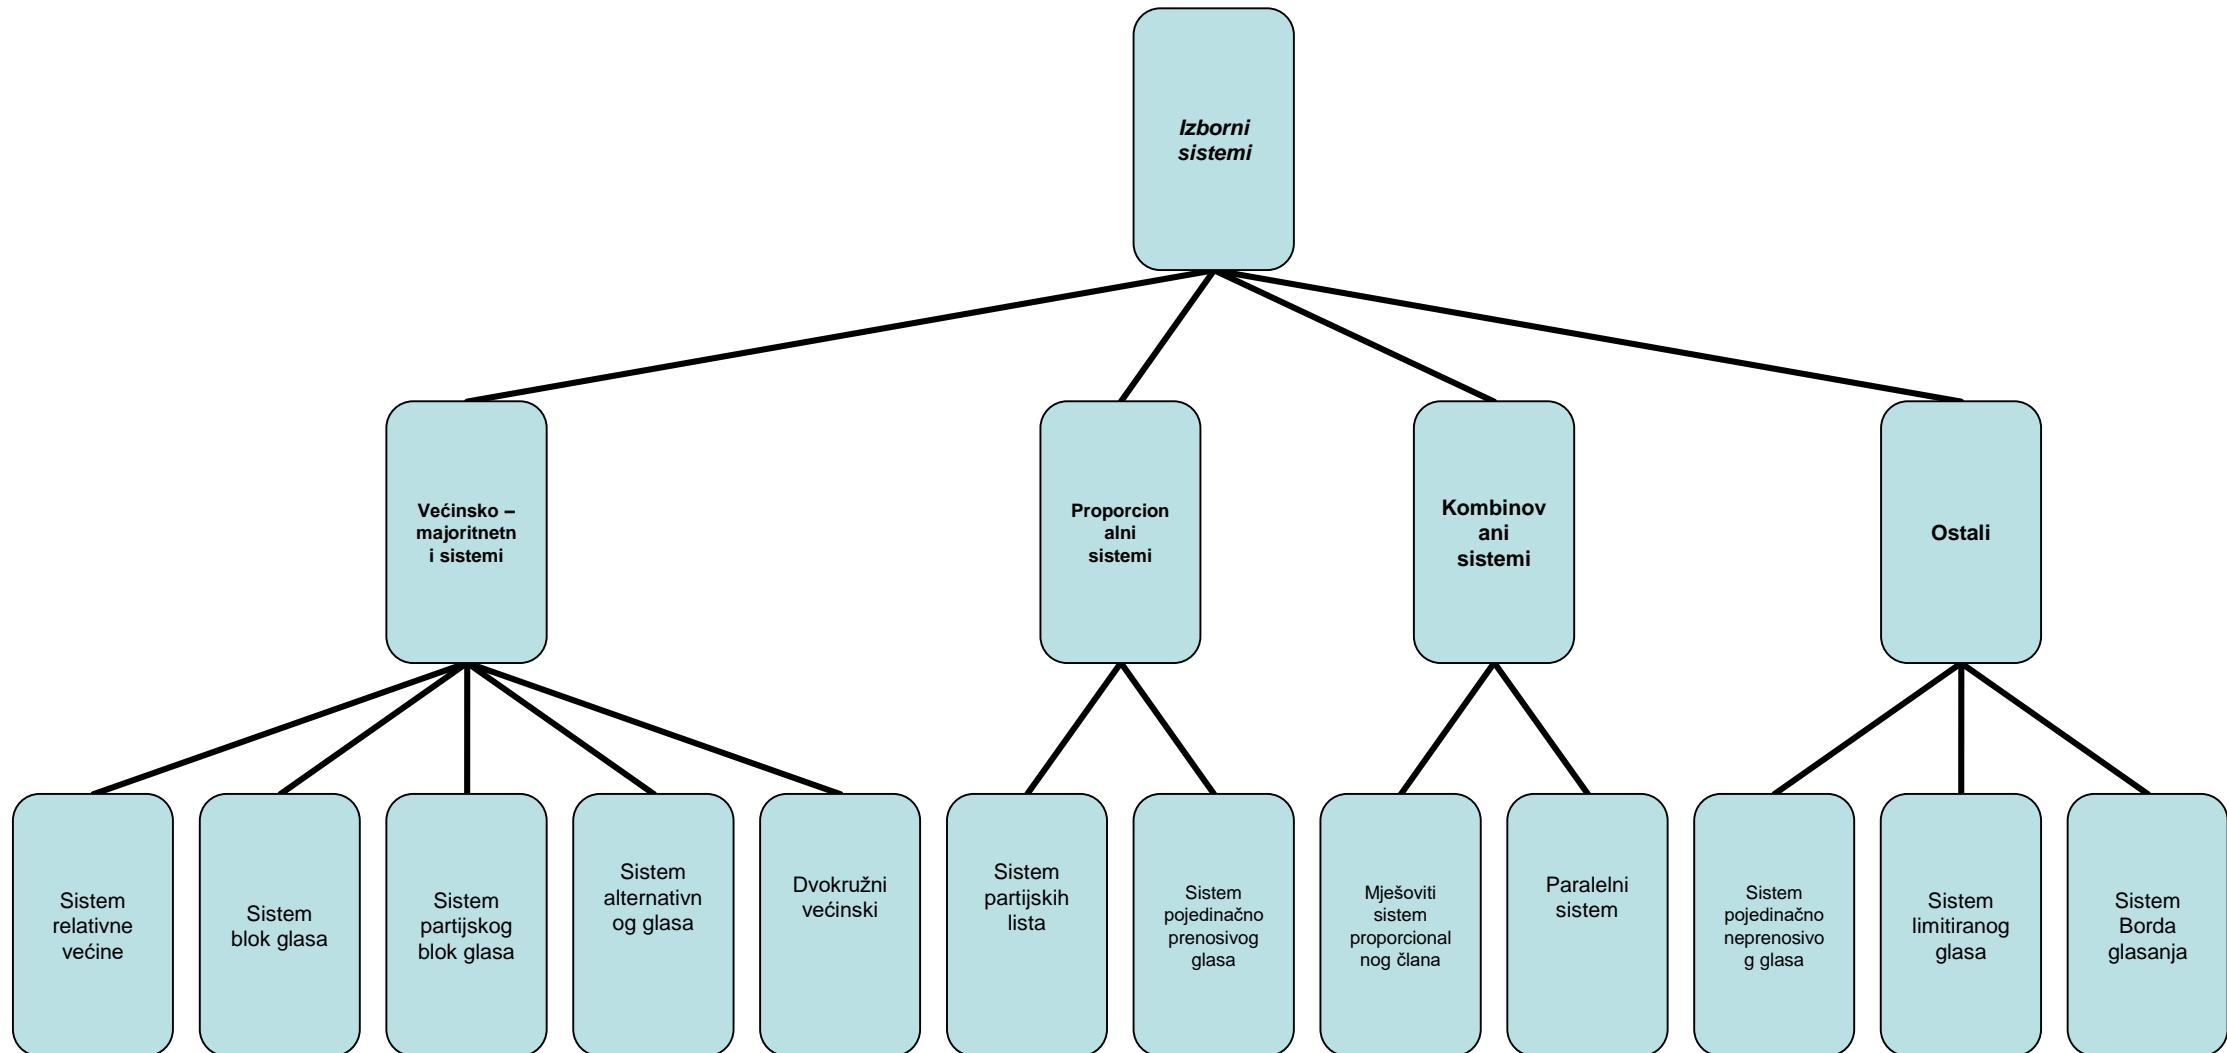 Izborni
sistemi
Većinsko –
majoritnetn
i sistemi
Proporcion
alni
sistemi
Kombinov
ani
sistemi
Ostali
Sistem
relativne
većine
Sistem
blok glasa
Sistem
partijskog
blok glasa
Sistem
alternativn
og glasa
Dvokružni
većinski
Sistem
partijskih
lista
Sistem
pojedinačno
prenosivog
glasa
Mješoviti
sistem
proporcional
nog člana
Paralelni
sistem
Sistem
pojedinačno
neprenosivo
g glasa
Sistem
limitiranog
glasa
Sistem
Borda
glasanja